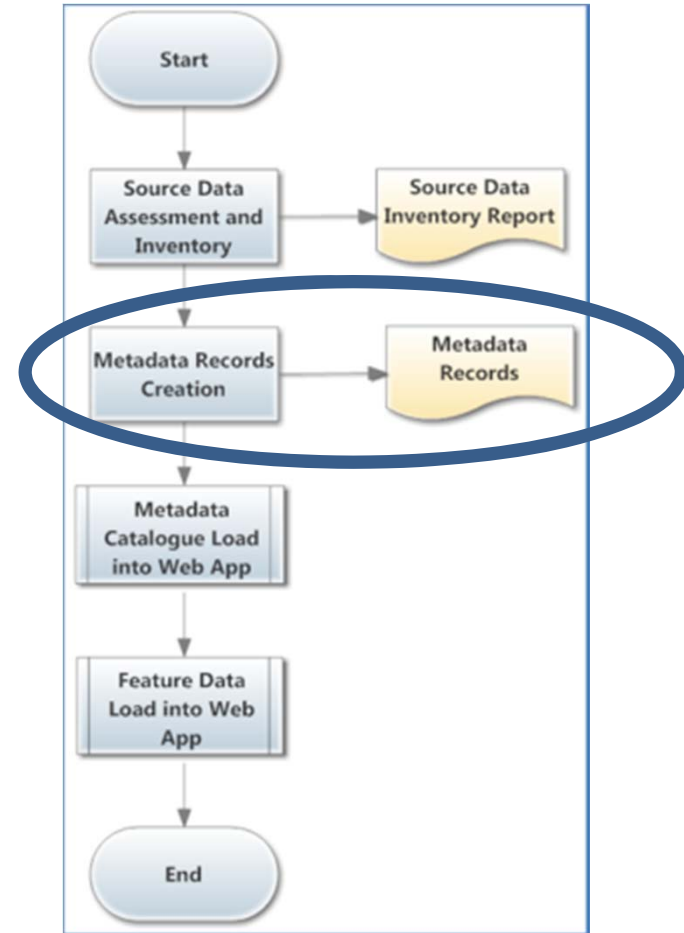 Start
Source Data
Assessment and
Inventory
Source Data
Inventory Report
Metadata Records
Creation
Metadata
Records
Metadata
Catalogue Load
into Web App
Feature Data
Load into Web
App
End